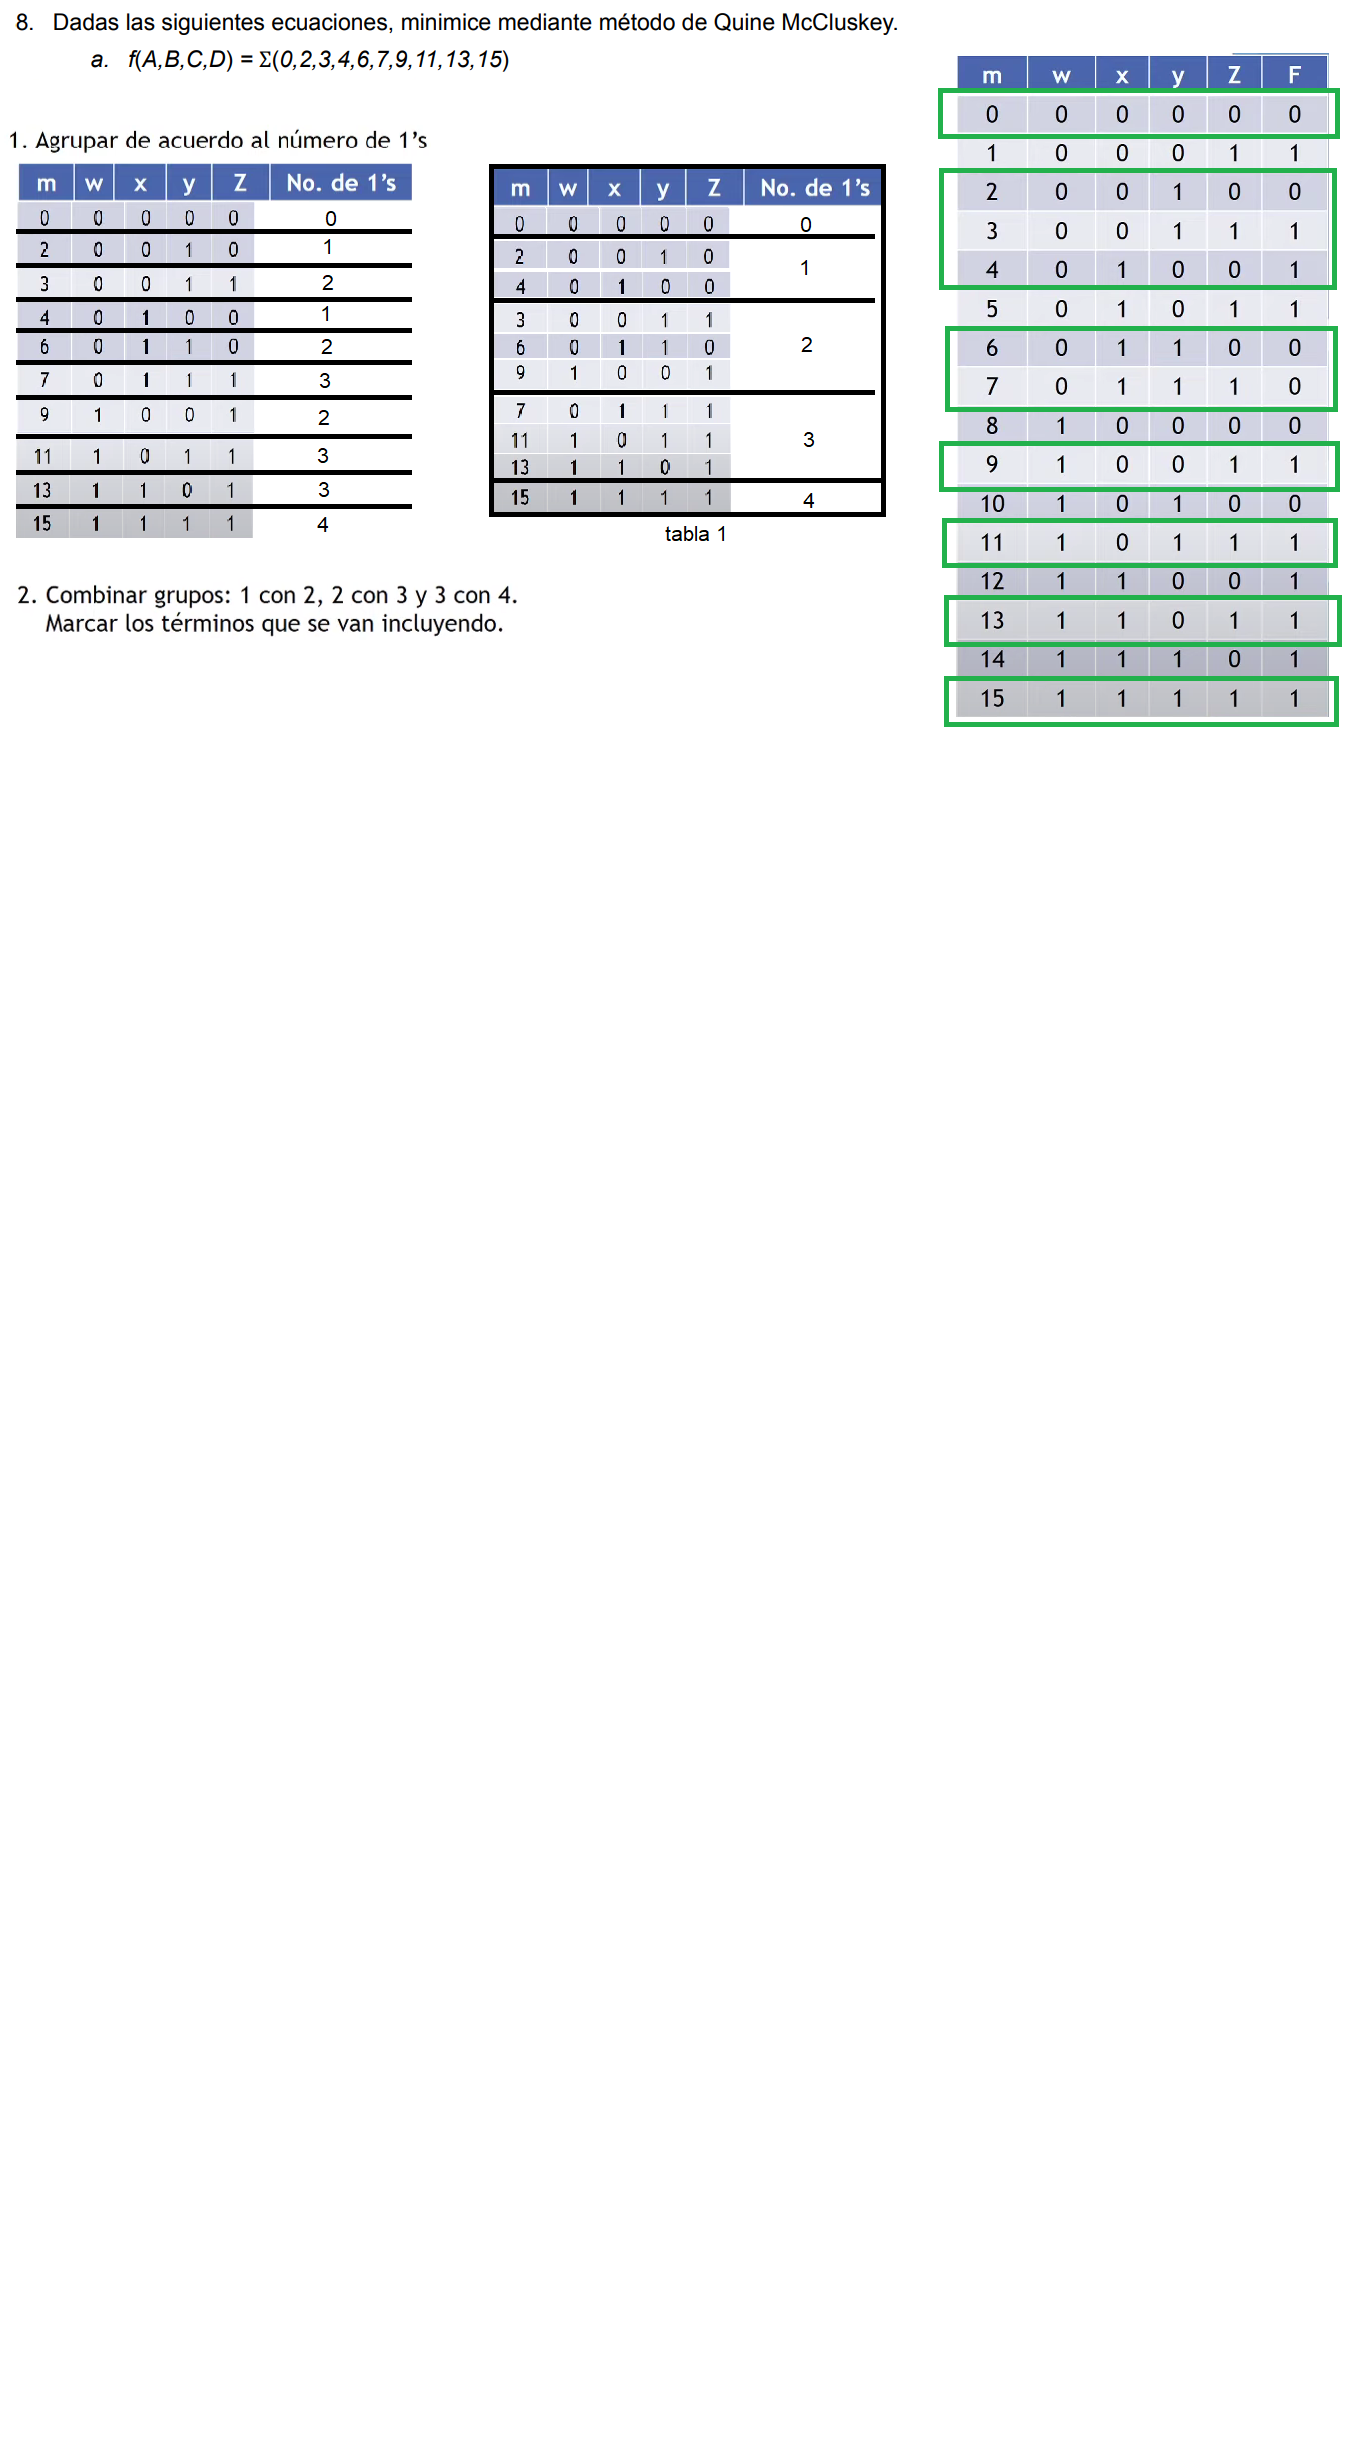 8. Dadas las siguientes ecuaciones, minimice mediante método de Quine McCluskey.
a. f(A,B,C,D) = Σ(0,2,3,4,6,7,9,11,13,15)
1. Agrupar de acuerdo al número de 1’s
m w x y Z No. de 1’s
0 0 0 0 0 0
2 0 0 1 0 1
3 0 0 1 1 2
4 0 1 0 0 1
6 0 1 1 0 2
7 0 1 1 1 3
9 1 0 0 1 2
11 1 0 1 1 3
13 1 1 0 1 3
15 1 1 1 1 4
m w x y Z No. de 1’s
0 0 0 0 0 0
2 0 0 1 0
1
4 0 1 0 0
3 0 0 1 1
6 0 1 1 0 2
9 1 0 0 1
7 0 1 1 1
11 1 0 1 1 3
13 1 1 0 1
15 1 1 1 1 4
tabla 1
m w x y Z F
0 0 0 0 0 0
1 0 0 0 1 1
2 0 0 1 0 0
3 0 0 1 1 1
4 0 1 0 0 1
5 0 1 0 1 1
6 0 1 1 0 0
7 0 1 1 1 0
8 1 0 0 0 0
9 1 0 0 1 1
10 1 0 1 0 0
11 1 0 1 1 1
12 1 1 0 0 1
13 1 1 0 1 1
14 1 1 1 0 1
15 1 1 1 1 1
2. Combinar grupos: 1 con 2, 2 con 3 y 3 con 4.
Marcar los términos que se van incluyendo.